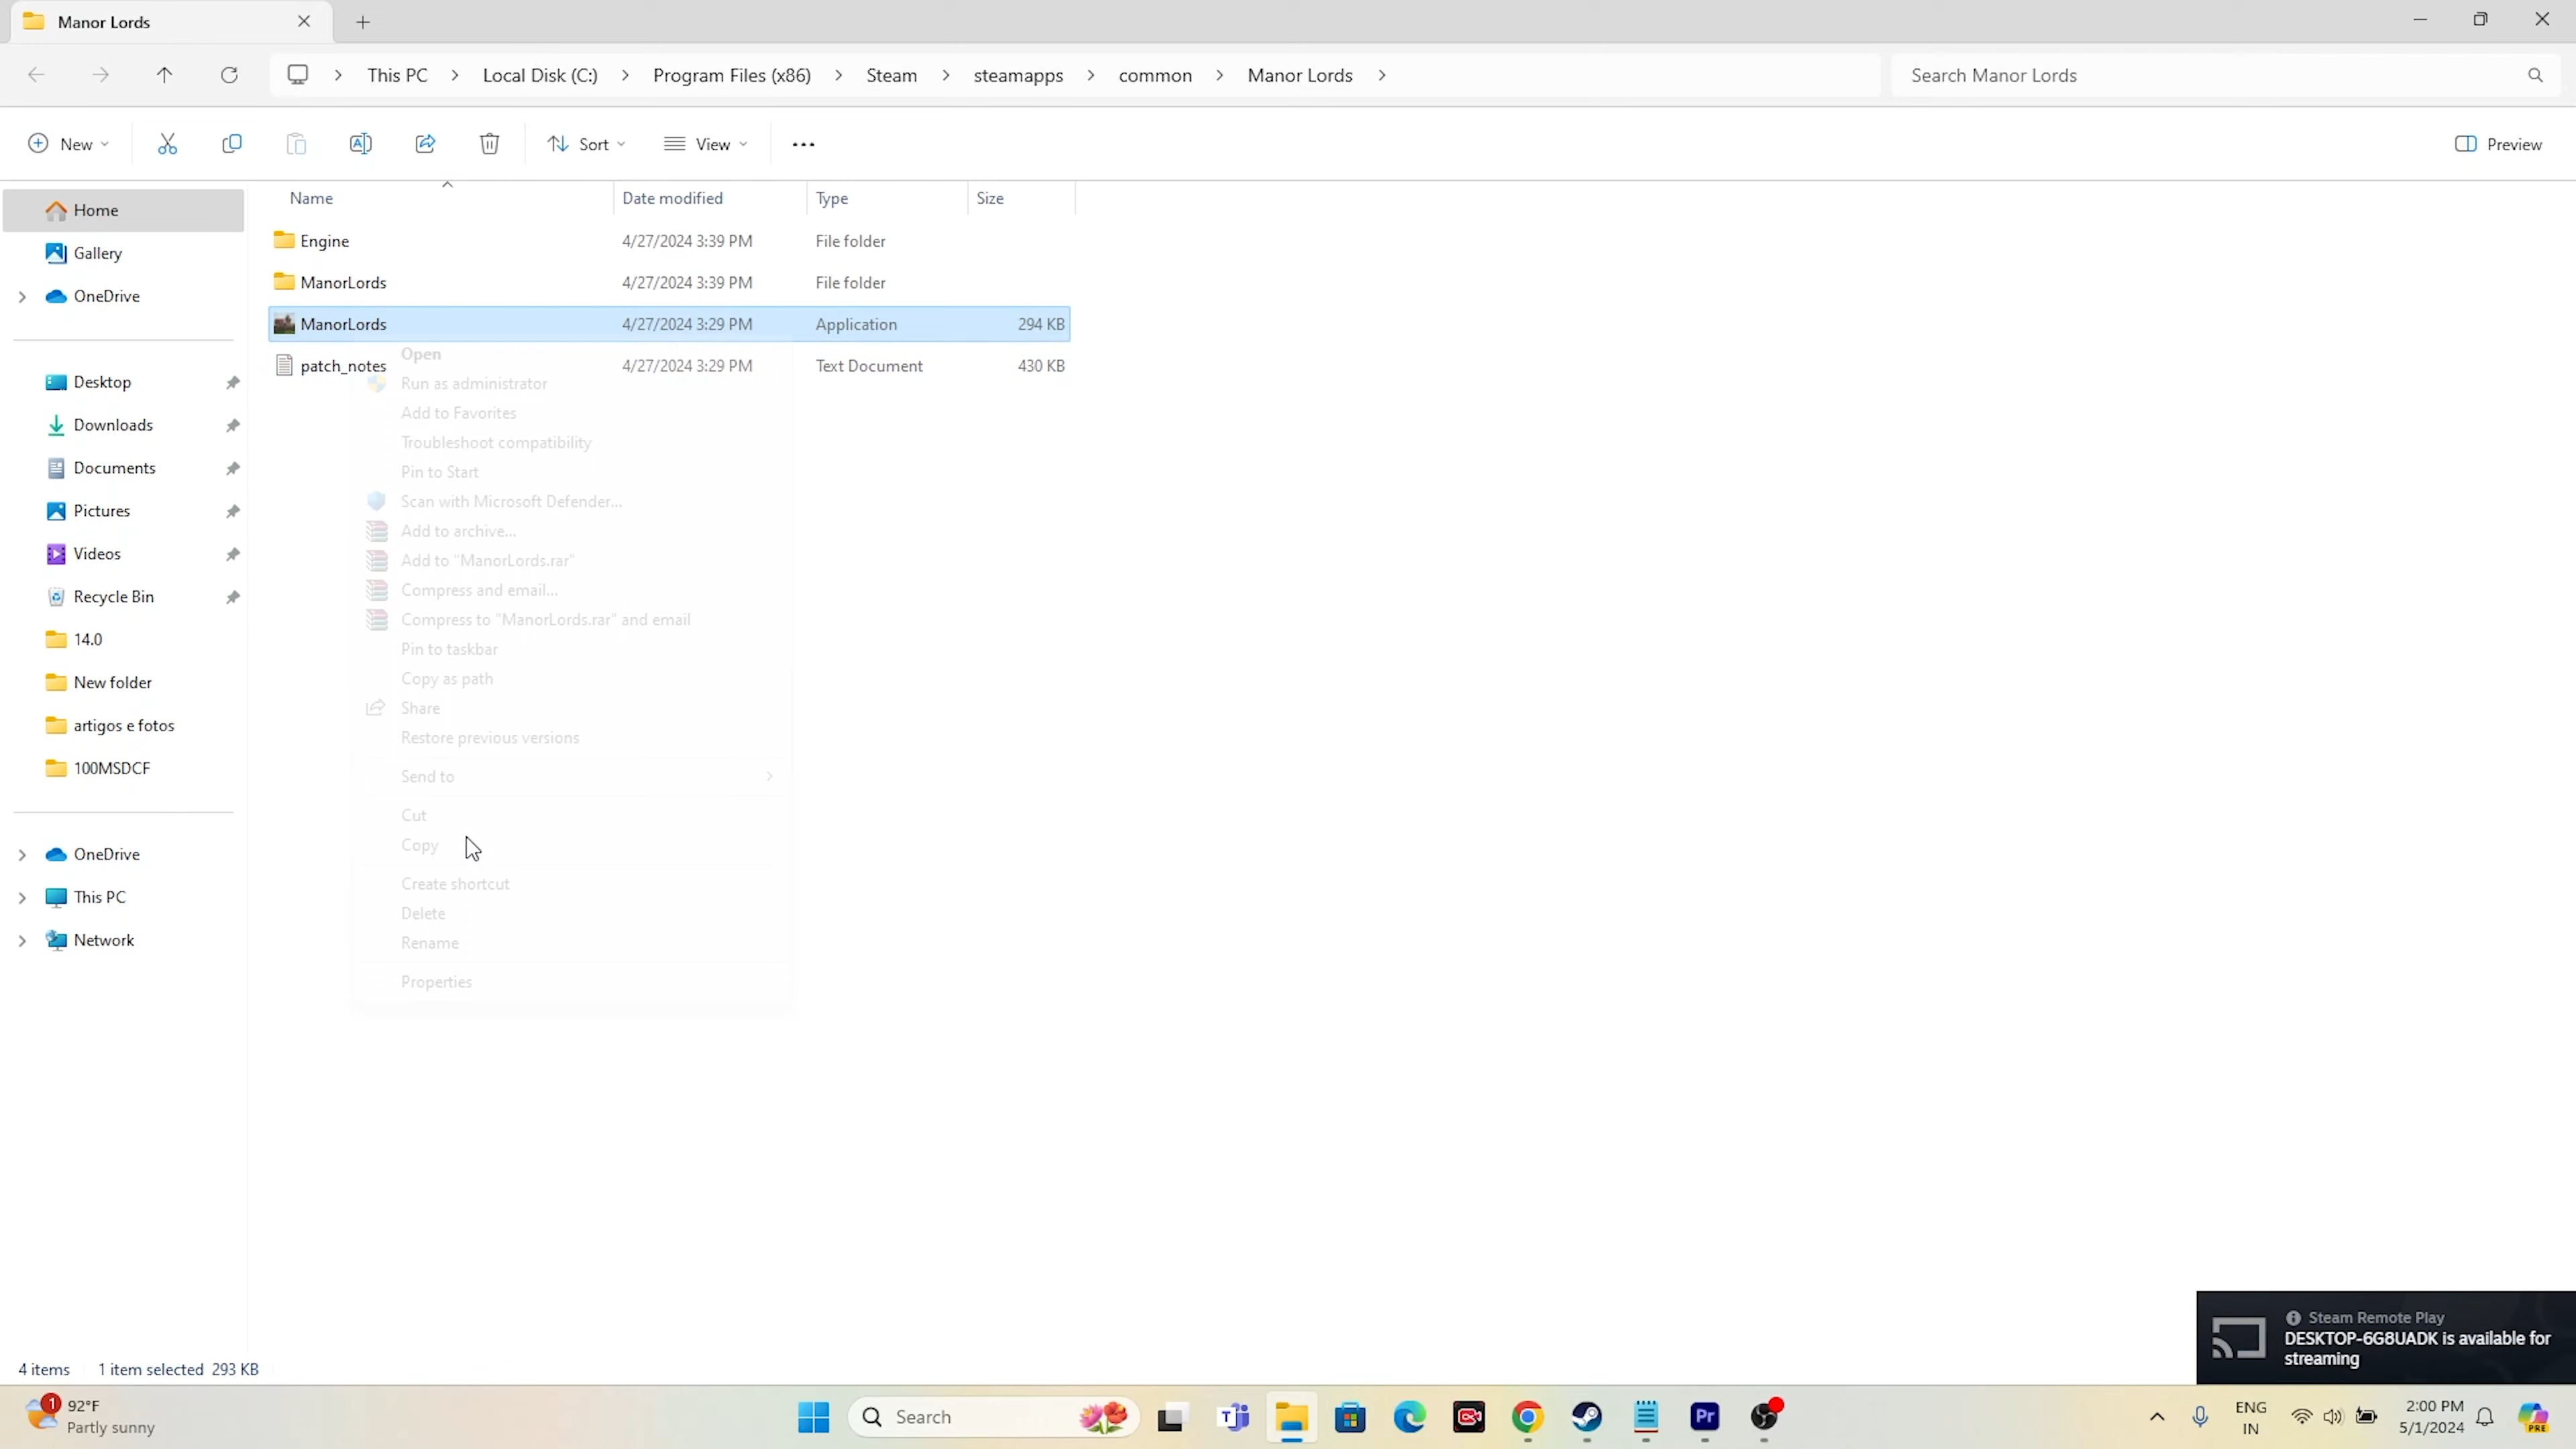 Manor Lords
This PC
Local Disk (C:)
Program Files (x86)
Steam
steamapps
common
Manor Lords
Search Manor Lords
New
Sort
View
Preview
Name
Date modified
Type
Size
Home
Gallery
OneDrive
Desktop
Downloads
Documents
Pictures
Videos
Recycle Bin
14.0
New folder
artigos e fotos
100MSDCF
OneDrive
This PC
Network
Engine 4/27/2024 3:39 PM File folder
ManorLords 4/27/2024 3:39 PM File folder
ManorLords 4/27/2024 3:29 PM Application 294 KB
patch_notes 4/27/2024 3:29 PM Text Document 430 KB
Open
Run as administrator
Add to Favorites
Troubleshoot compatibility
Pin to Start
Scan with Microsoft Defender...
Add to archive...
Add to "ManorLords.rar"
Compress and email...
Compress to "ManorLords.rar" and email
Pin to taskbar
Copy as path
Share
Restore previous versions
Send to
Cut
Copy
Create shortcut
Delete
Rename
Properties
Steam Remote Play
DESKTOP-6G8UADK is available for
streaming
4 items 1 item selected 293 KB
1
92°F
Partly sunny
Search
Pr
ENG
IN
2:00 PM
5/1/2024
PRE